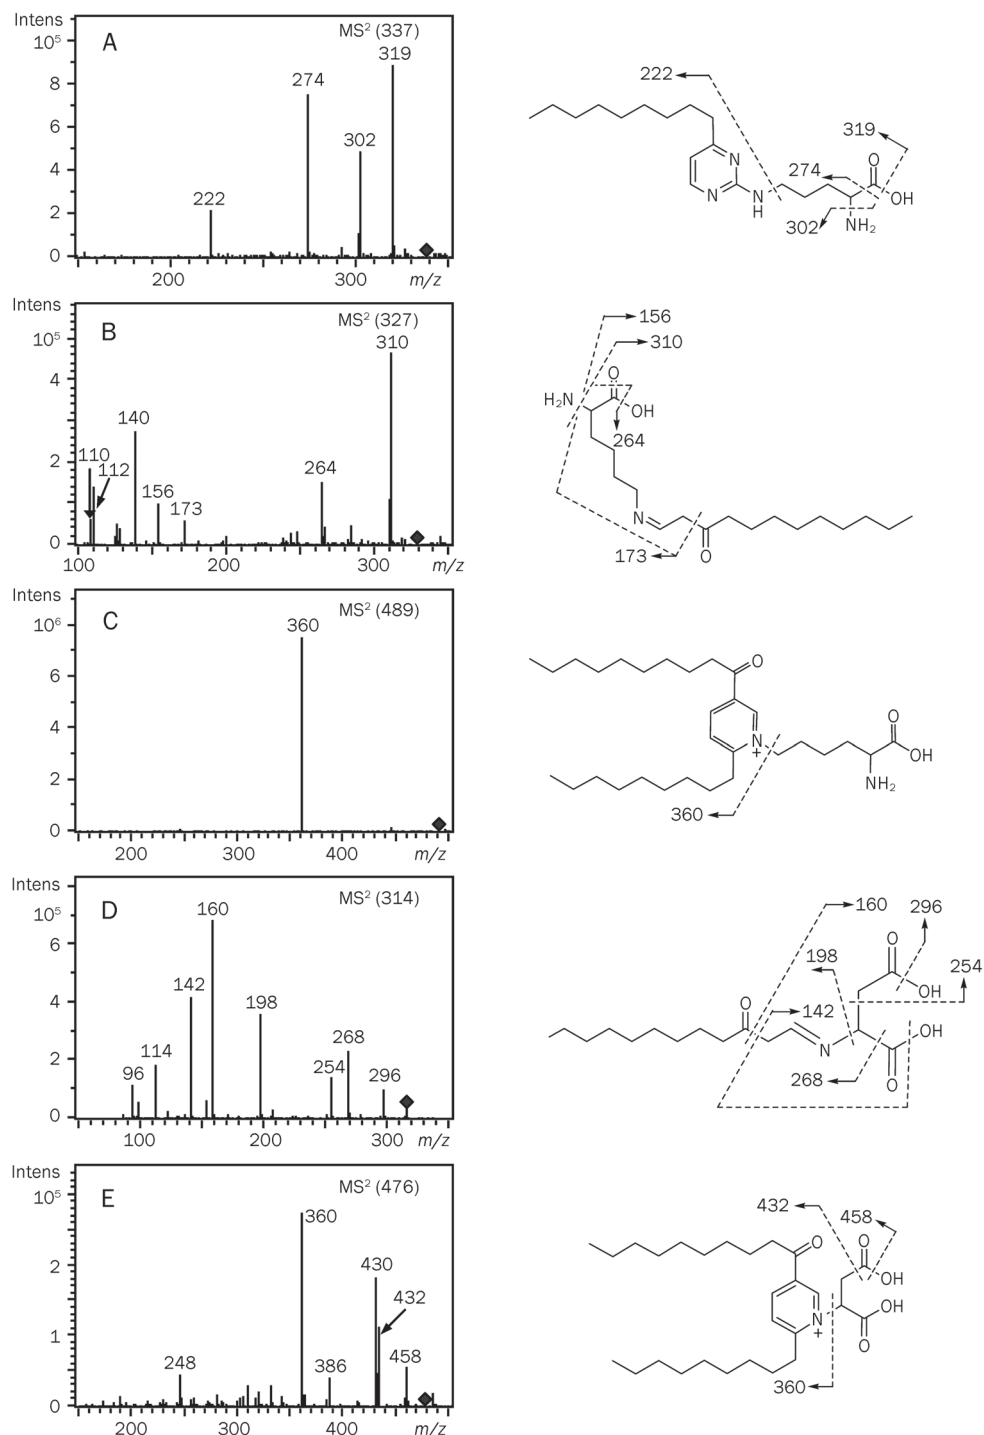 Intens
A
MS² (337)
10⁵
8
6
4
2
0
319
274
302
222
200
300
m/z
222
319
274
302
N
N
N
H
O
OH
NH₂
Intens
B
MS² (327)
10⁵
4
2
0
310
140
110
112
156
173
264
100
200
300
m/z
156
310
O
H₂N
OH
264
N
O
173
Intens
C
MS² (489)
10⁶
6
4
2
0
360
200
300
400
m/z
O
N
+
O
OH
NH₂
360
Intens
D
MS² (314)
10⁵
6
4
2
0
160
142
198
114
96
254
268
296
100
200
300
m/z
160
296
O
198
254
OH
O
142
N
OH
O
268
Intens
E
MS² (476)
10⁵
2
1
0
360
430
432
248
386
458
200
300
400
m/z
432
458
O
O
OH
N
+
OH
O
360